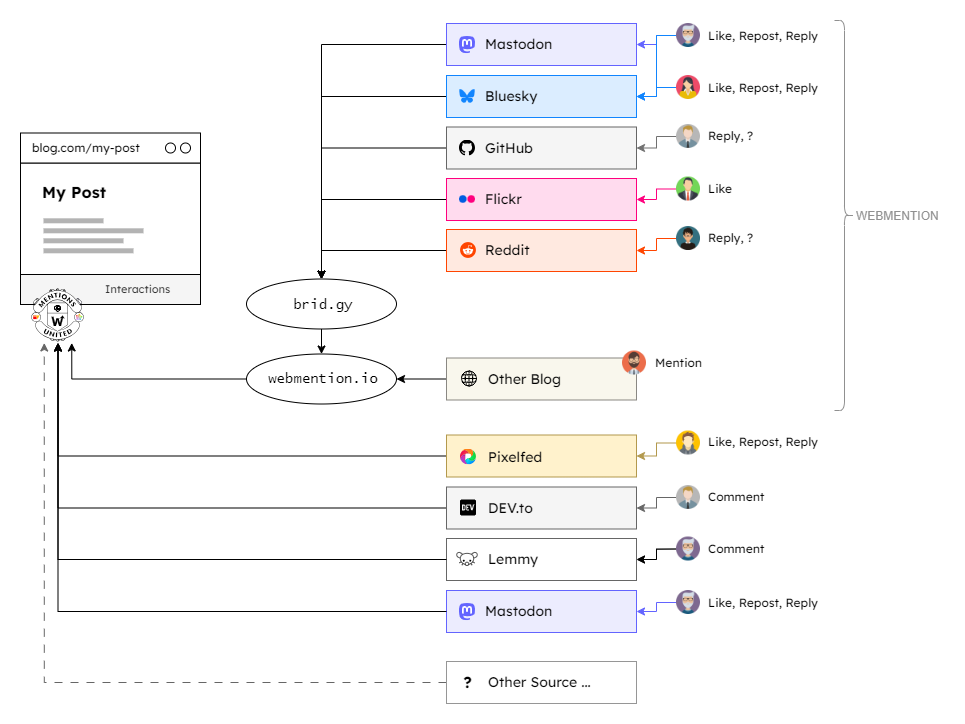 Mastodon
Like, Repost, Reply
Bluesky
Like, Repost, Reply
GitHub
Reply, ?
Flickr
Like
Reddit
Reply, ?
WEBMENTION
blog.com/my-post
My Post
Interactions
MENTIONS
W
UNITED
brid.gy
webmention.io
Other Blog
Mention
Pixelfed
Like, Repost, Reply
DEV
DEV.to
Comment
Lemmy
Comment
Mastodon
Like, Repost, Reply
? Other Source ...